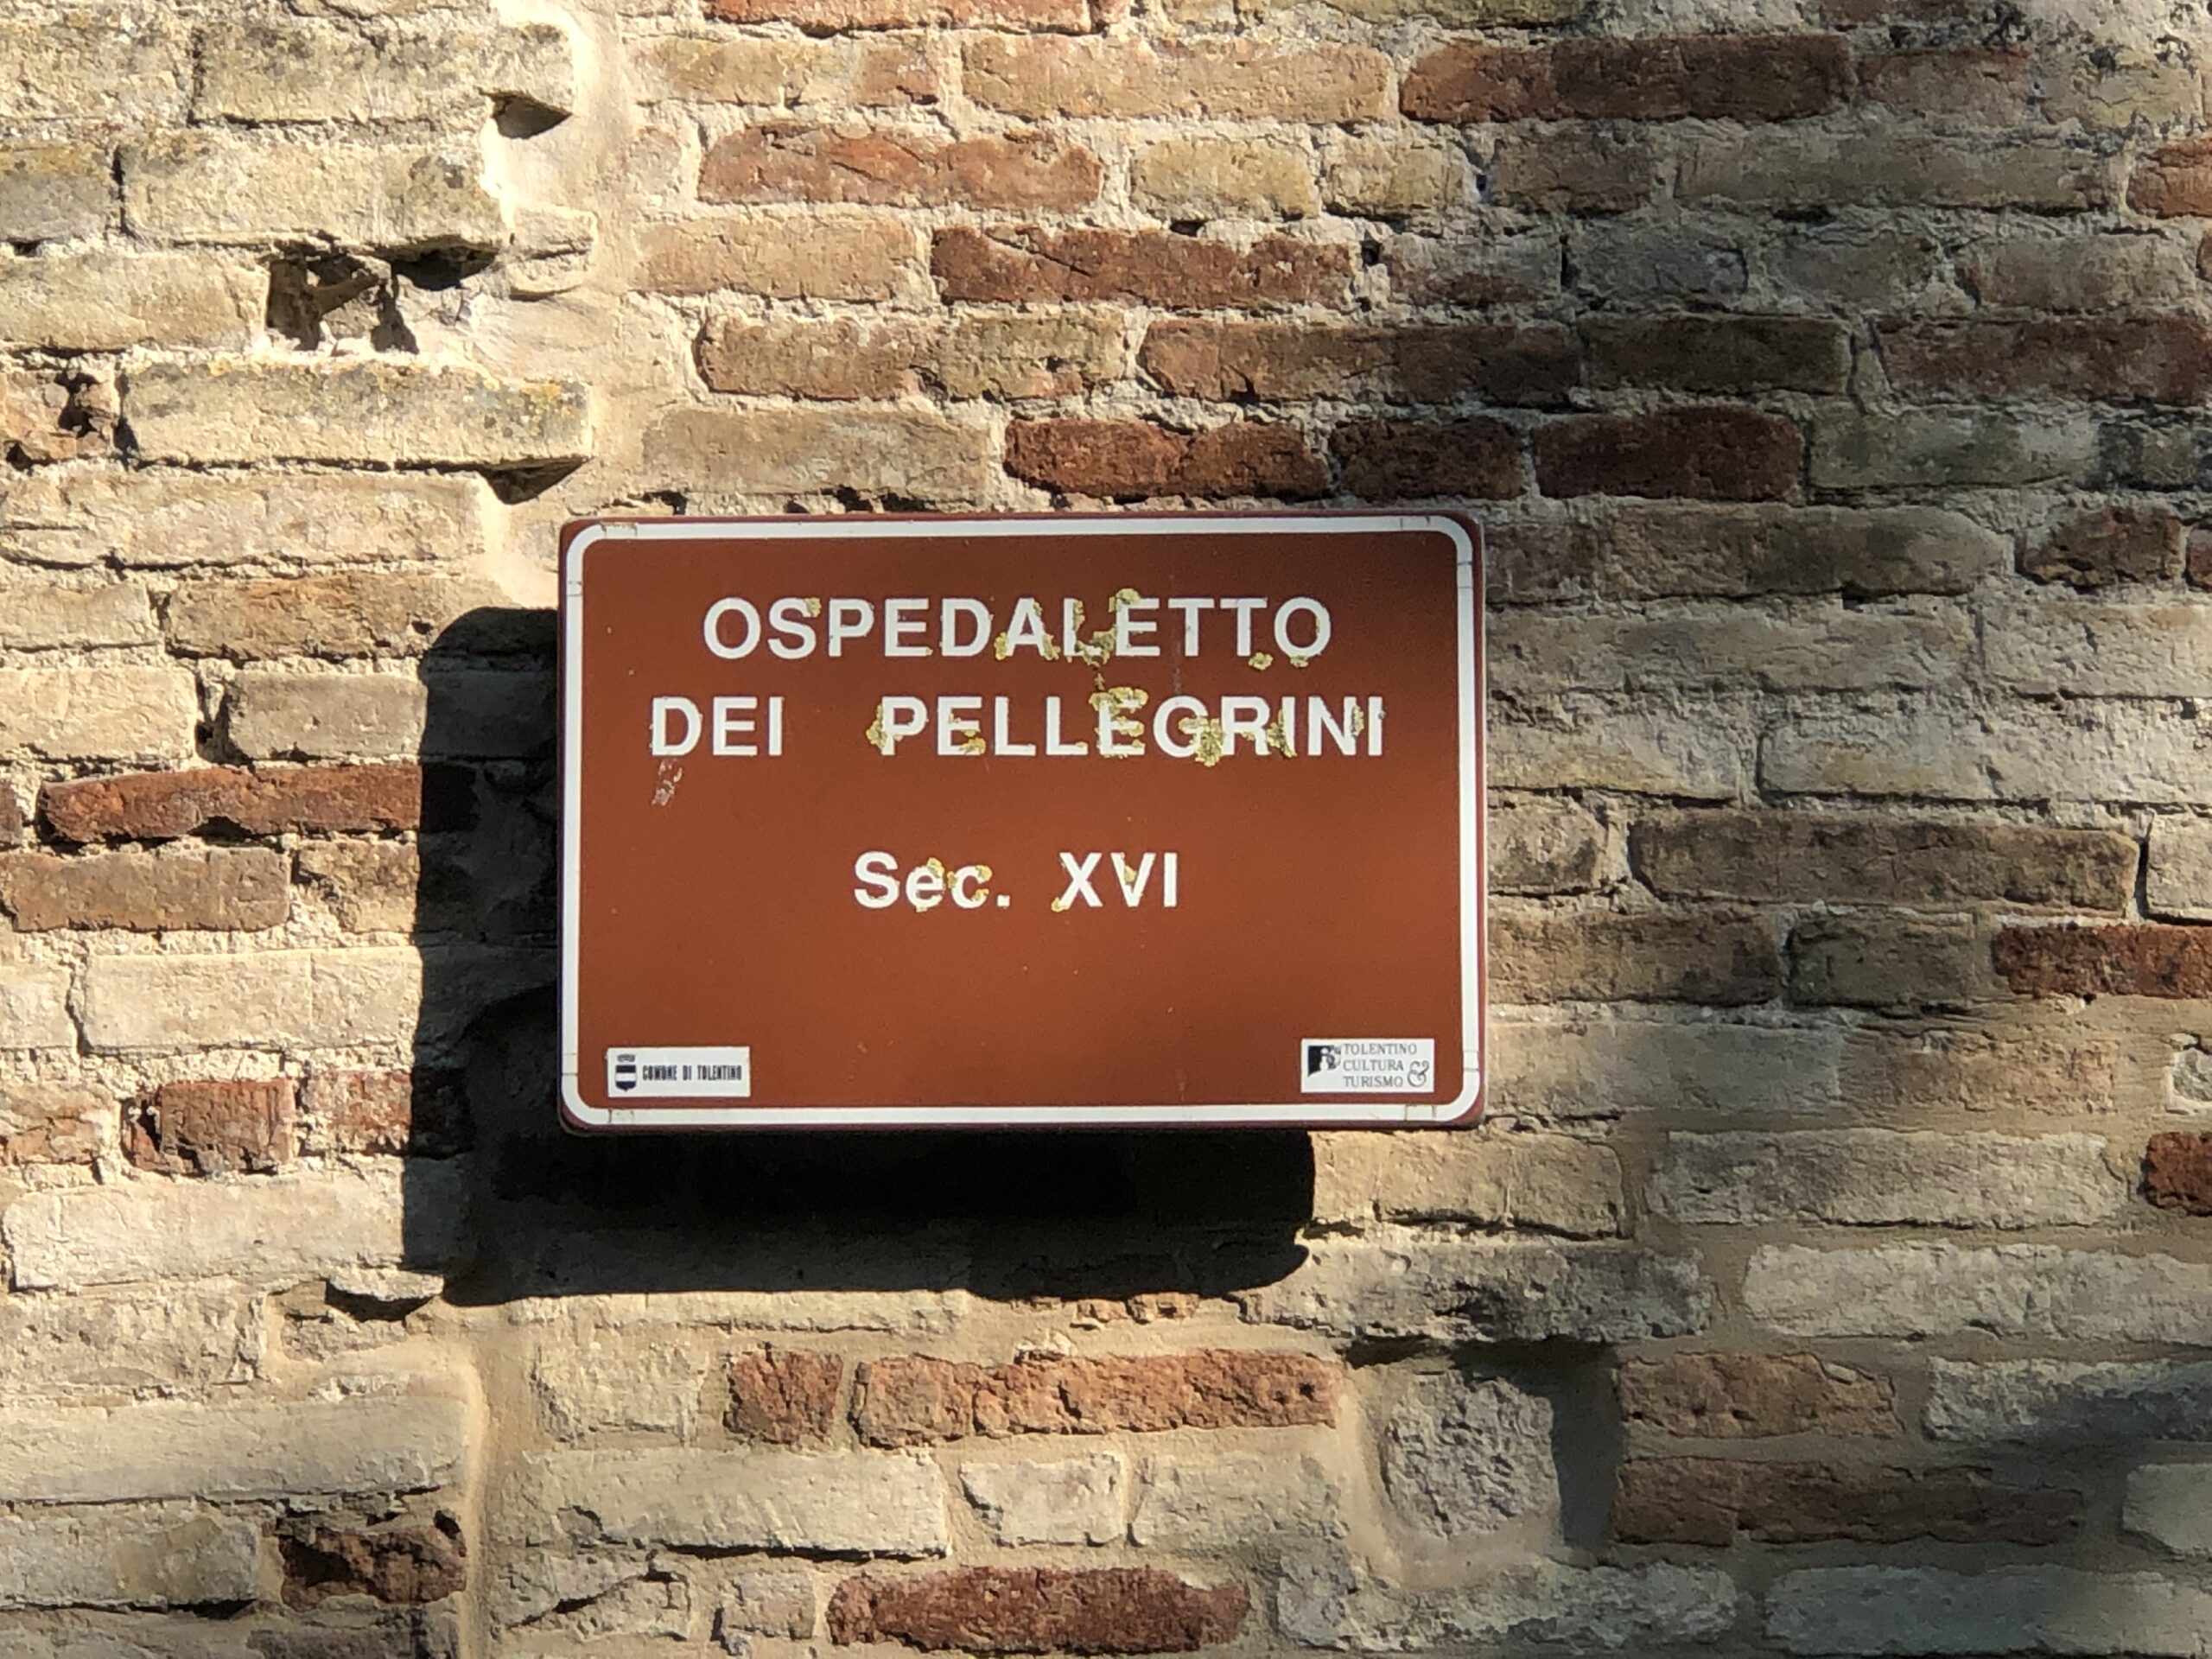 OSPEDALETTO
DEI PELLEGRINI
Sec. XVI
COMUNE DI TOLENTINO
TOLENTINO
CULTURA &
TURISMO